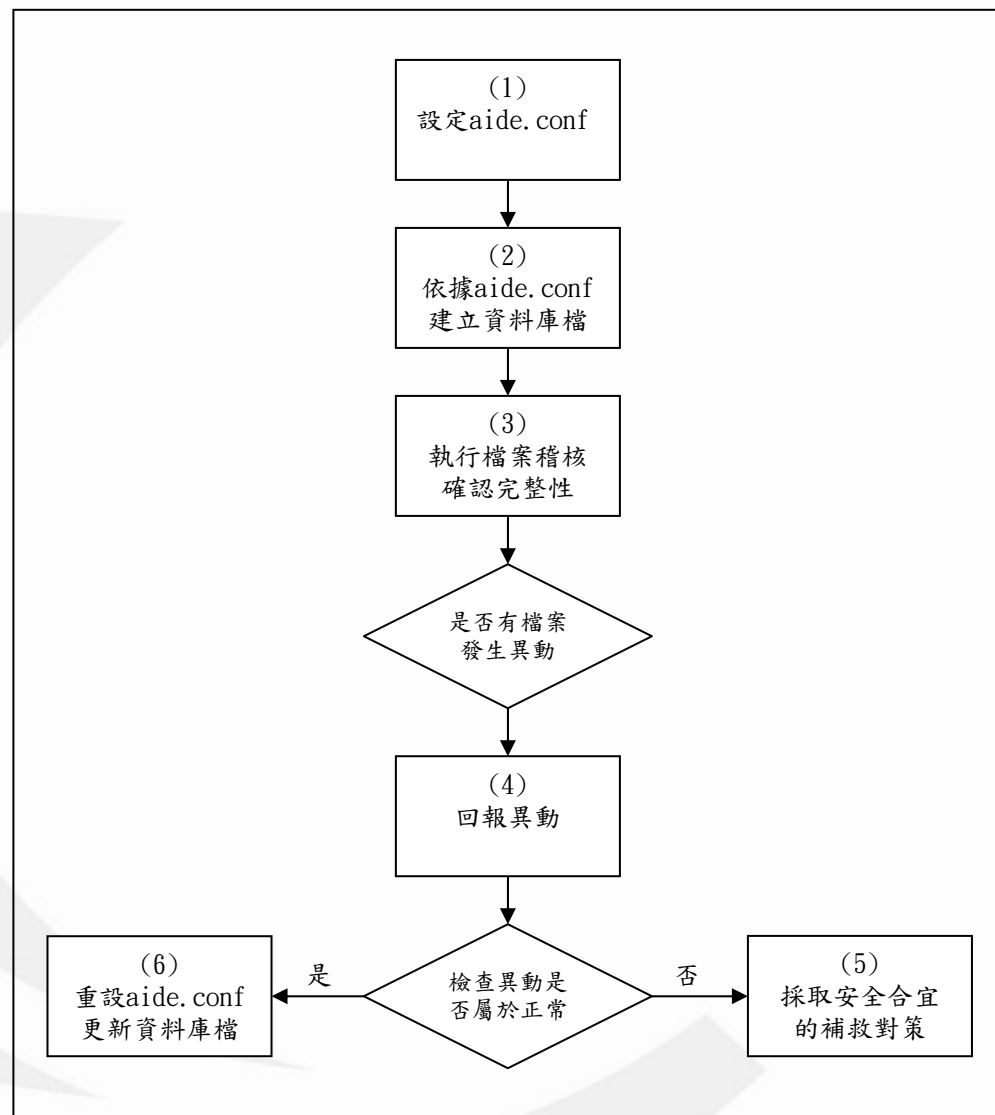 (1)
設定aide.conf
(2)
依據aide.conf
建立資料庫檔
(3)
執行檔案稽核
確認完整性
是否有檔案
發生異動
(4)
回報異動
檢查異動是
否屬於正常
是
否
(6)
重設aide.conf
更新資料庫檔
(5)
採取安全合宜
的補救對策